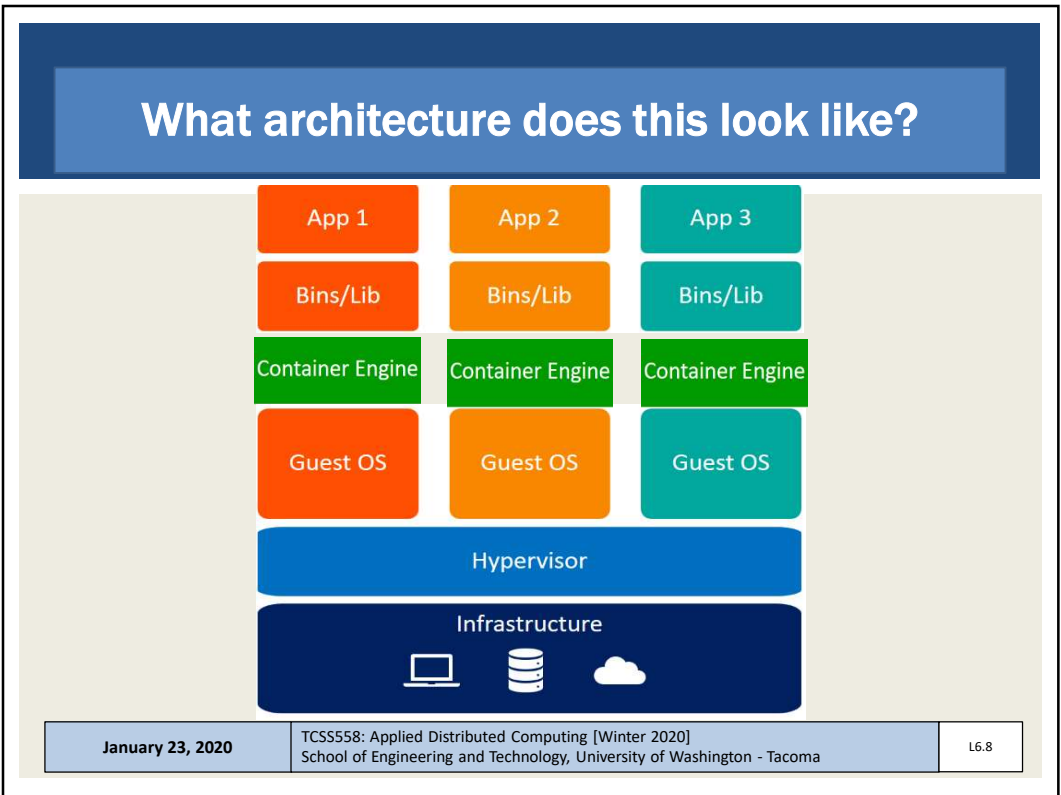 What architecture does this look like?
App 1
App 2
App 3
Bins/Lib
Bins/Lib
Bins/Lib
Container Engine
Container Engine
Container Engine
Guest OS
Guest OS
Guest OS
Hypervisor
Infrastructure
January 23, 2020
TCSS558: Applied Distributed Computing [Winter 2020]
School of Engineering and Technology, University of Washington - Tacoma
L6.8